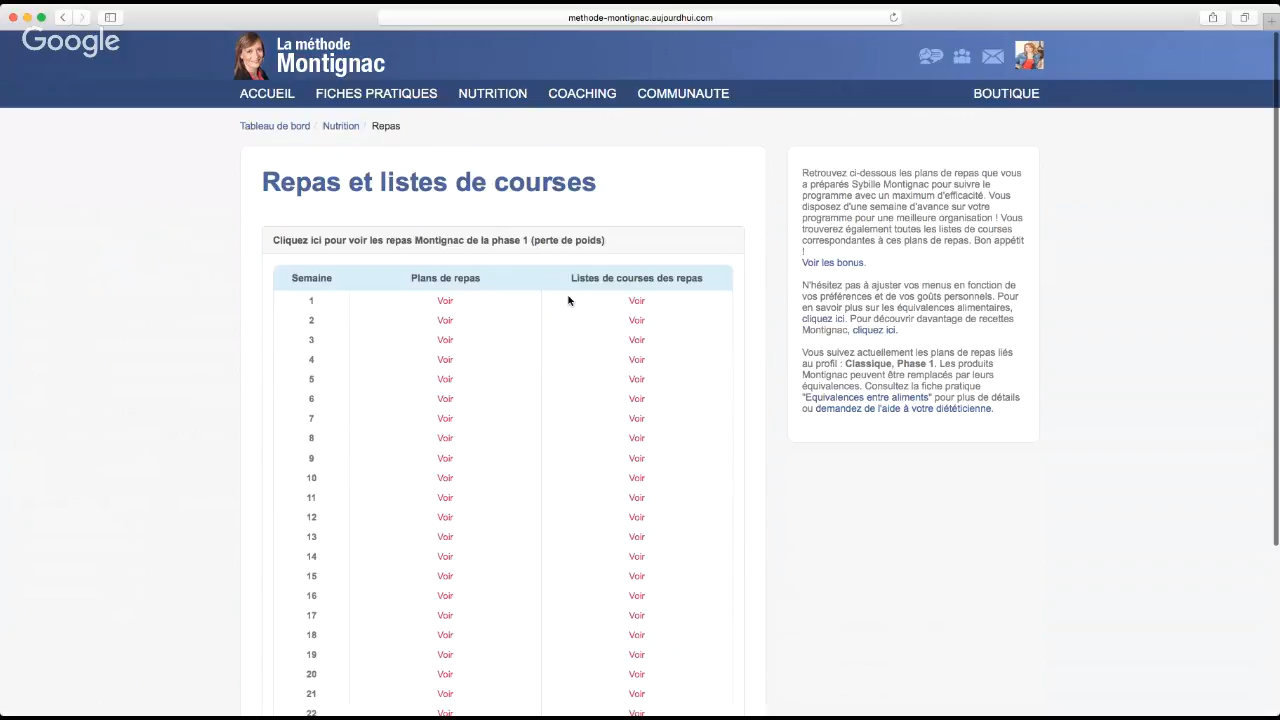 methode-montignac.aujourdhui.com
Google
La méthode
Montignac
ACCUEIL FICHES PRATIQUES NUTRITION COACHING COMMUNAUTE BOUTIQUE
Tableau de bord / Nutrition / Repas
Repas et listes de courses
Cliquez ici pour voir les repas Montignac de la phase 1 (perte de poids)
Semaine Plans de repas Listes de courses des repas
1 Voir Voir
2 Voir Voir
3 Voir Voir
4 Voir Voir
5 Voir Voir
6 Voir Voir
7 Voir Voir
8 Voir Voir
9 Voir Voir
10 Voir Voir
11 Voir Voir
12 Voir Voir
13 Voir Voir
14 Voir Voir
15 Voir Voir
16 Voir Voir
17 Voir Voir
18 Voir Voir
19 Voir Voir
20 Voir Voir
21 Voir Voir
22 Voir Voir
Retrouvez ci-dessous les plans de repas que vous
a préparés Sybille Montignac pour suivre le
programme avec un maximum d'efficacité. Vous
disposez d'une semaine d'avance sur votre
programme pour une meilleure organisation ! Vous
trouverez également toutes les listes de courses
correspondantes à ces plans de repas. Bon appétit
!
Voir les bonus.
N'hésitez pas à ajuster vos menus en fonction de
vos préférences et de vos goûts personnels. Pour
en savoir plus sur les équivalences alimentaires,
cliquez ici. Pour découvrir davantage de recettes
Montignac, cliquez ici.
Vous suivez actuellement les plans de repas liés
au profil : Classique, Phase 1. Les produits
Montignac peuvent être remplacés par leurs
équivalences. Consultez la fiche pratique
"Equivalences entre aliments" pour plus de détails
ou demandez de l'aide à votre diététicienne.